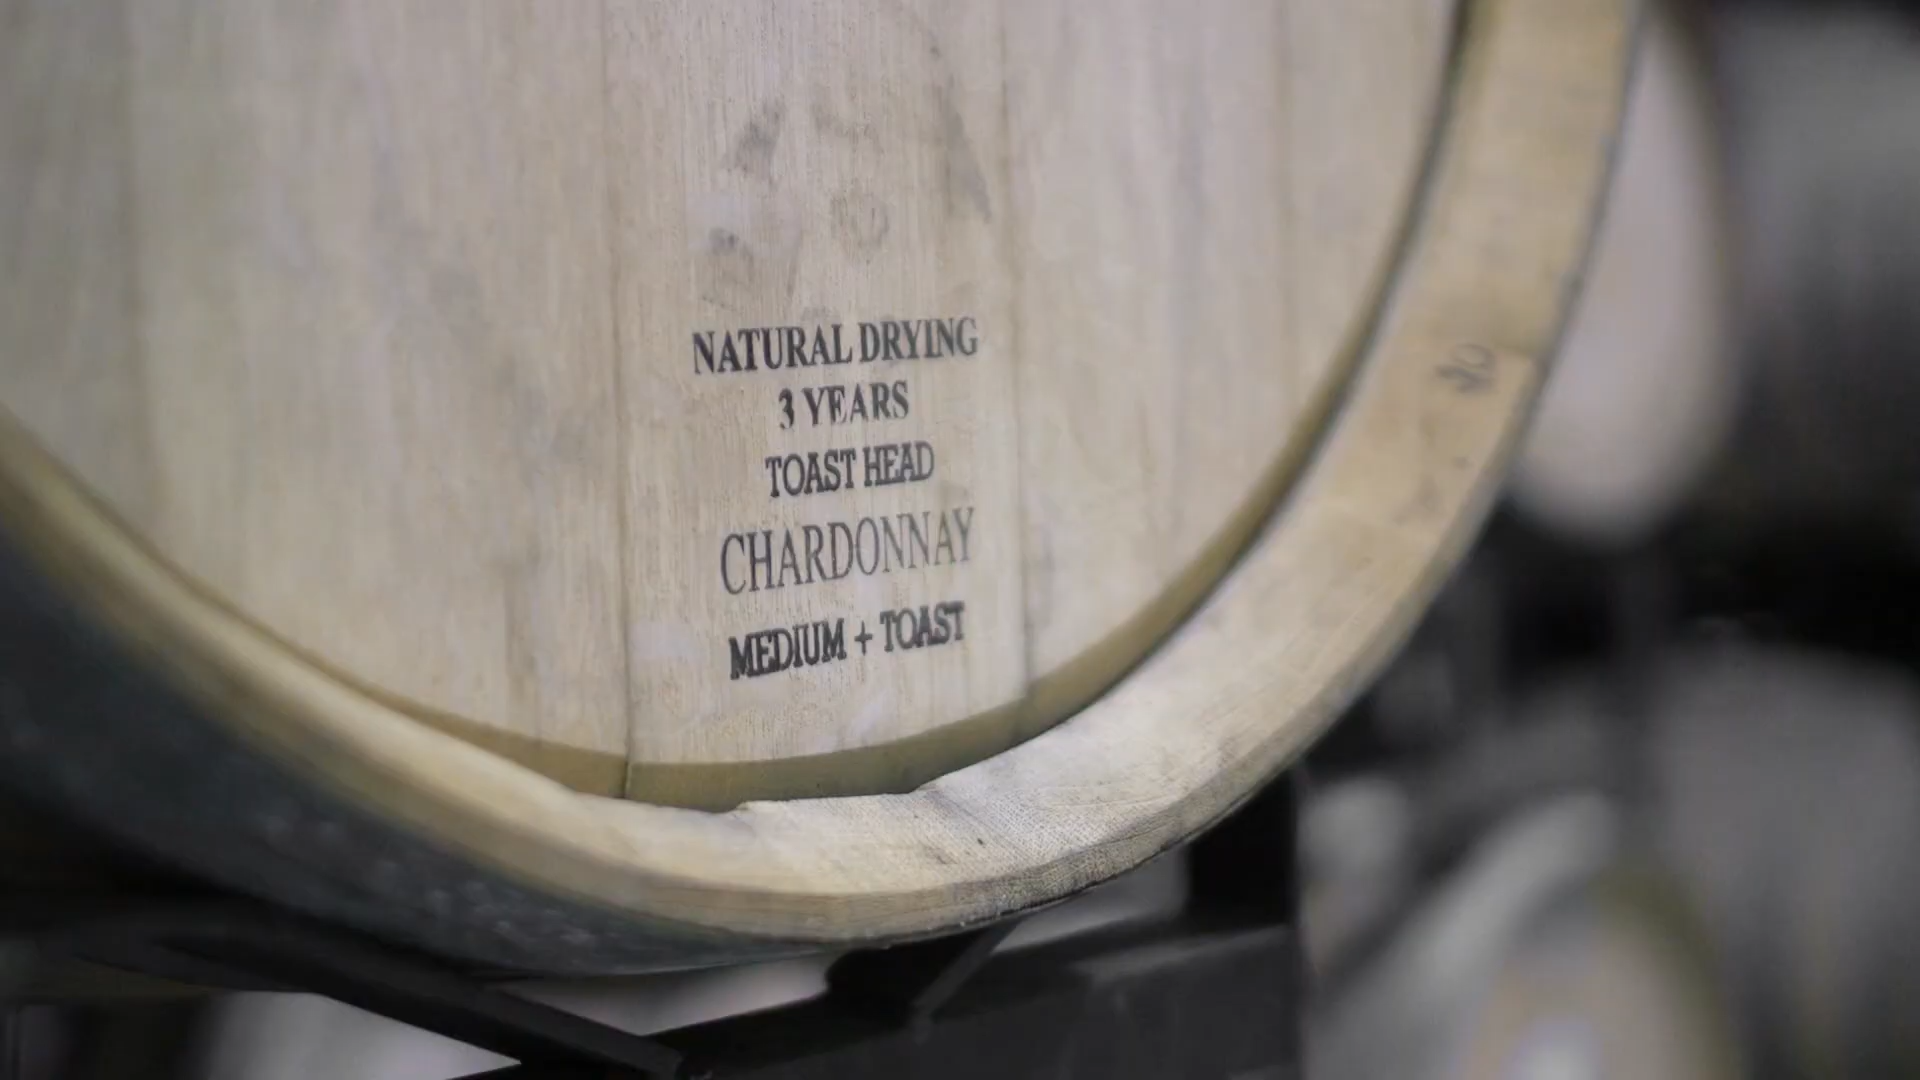 NATURAL DRYING
3 YEARS
TOAST HEAD
CHARDONNAY
MEDIUM + TOAST